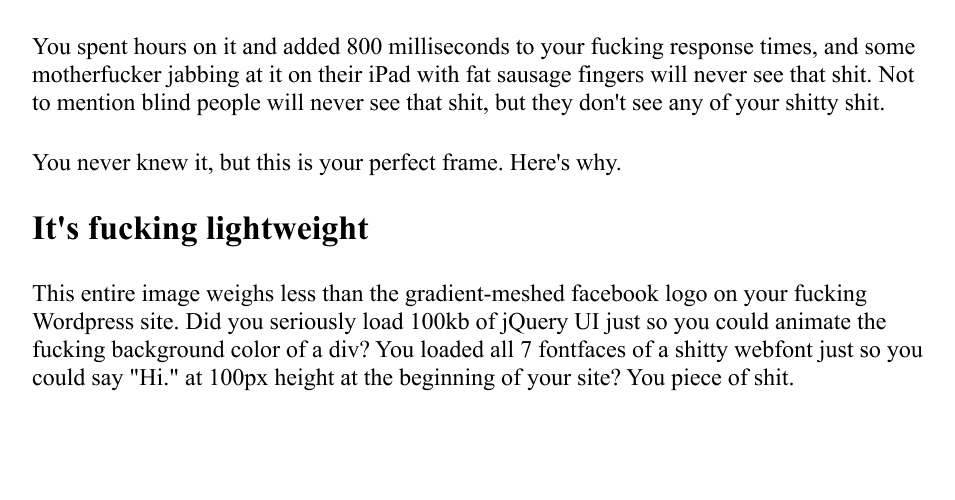 You spent hours on it and added 800 milliseconds to your fucking response times, and some
motherfucker jabbing at it on their iPad with fat sausage fingers will never see that shit. Not
to mention blind people will never see that shit, but they don't see any of your shitty shit.
You never knew it, but this is your perfect frame. Here's why.
It's fucking lightweight
This entire image weighs less than the gradient-meshed facebook logo on your fucking
Wordpress site. Did you seriously load 100kb of jQuery UI just so you could animate the
fucking background color of a div? You loaded all 7 fontfaces of a shitty webfont just so you
could say "Hi." at 100px height at the beginning of your site? You piece of shit.